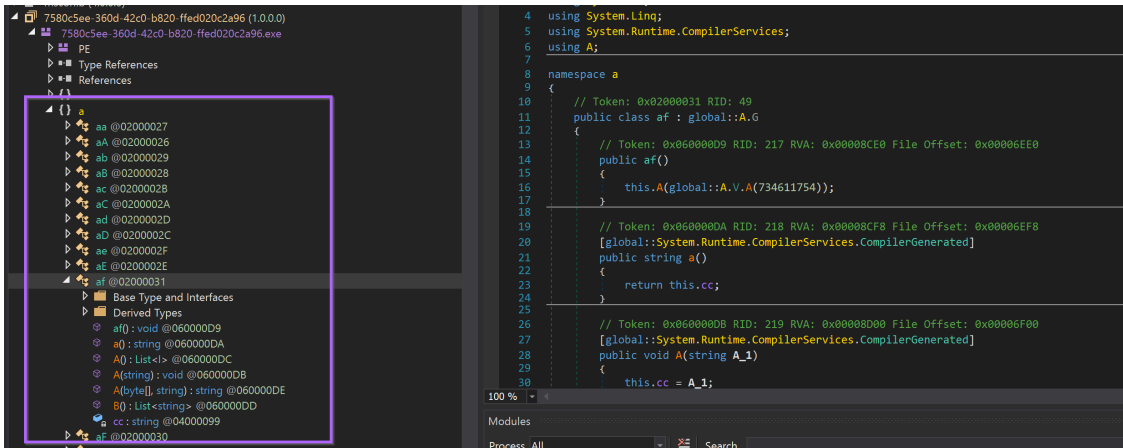 7580c5ee-360d-42c0-b820-ffed020c2a96 (1.0.0.0)
7580c5ee-360d-42c0-b820-ffed020c2a96.exe
PE
Type References
References
{ }
{ } a
aa @02000027
aA @02000026
ab @02000029
aB @02000028
ac @0200002B
aC @0200002A
ad @0200002D
aD @0200002C
ae @0200002F
aE @0200002E
af @02000031
Base Type and Interfaces
Derived Types
af() : void @060000D9
a() : string @060000DA
A() : List<I> @060000DC
A(string) : void @060000DB
A(byte[], string) : string @060000DE
B() : List<string> @060000DD
cc : string @04000099
aF @02000030
4 using System.Linq;
5 using System.Runtime.CompilerServices;
6 using A;
7
8 namespace a
9 {
10 // Token: 0x02000031 RID: 49
11 public class af : global::A.G
12 {
13 // Token: 0x060000D9 RID: 217 RVA: 0x00008CE0 File Offset: 0x00006EE0
14 public af()
15 {
16 this.A(global::A.V.A(734611754));
17 }
18
19 // Token: 0x060000DA RID: 218 RVA: 0x00008CF8 File Offset: 0x00006EF8
20 [global::System.Runtime.CompilerServices.CompilerGenerated]
21 public string a()
22 {
23 return this.cc;
24 }
25
26 // Token: 0x060000DB RID: 219 RVA: 0x00008D00 File Offset: 0x00006F00
27 [global::System.Runtime.CompilerServices.CompilerGenerated]
28 public void A(string A_1)
29 {
30 this.cc = A_1;
100 %
Modules
Process All
Search